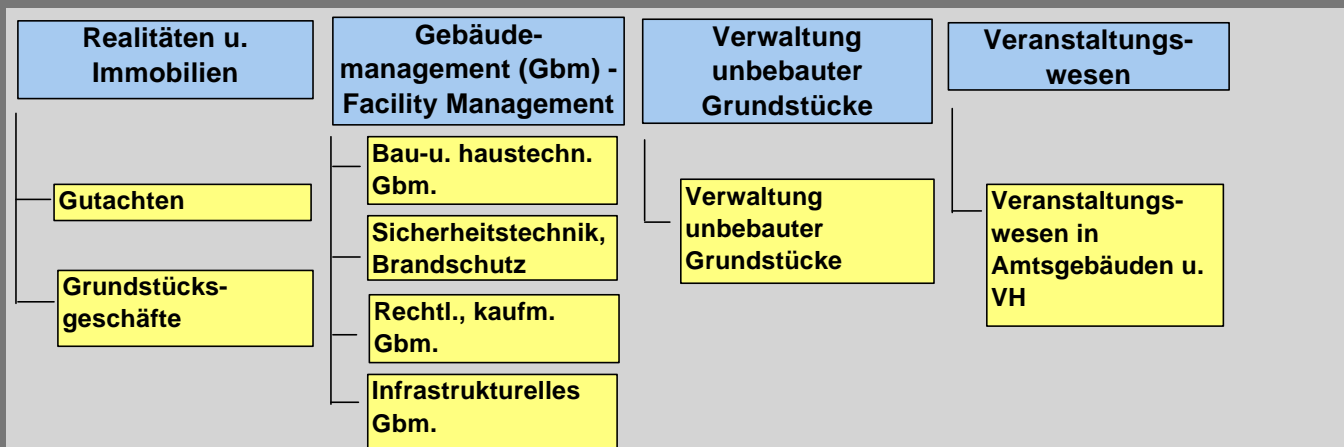 Realitäten u.
Immobilien
Gutachten
Grundstücks-
geschäfte
Gebäude-
management (Gbm) -
Facility Management
Bau-u. haustechn.
Gbm.
Sicherheitstechnik,
Brandschutz
Rechtl., kaufm.
Gbm.
Infrastrukturelles
Gbm.
Verwaltung
unbebauter
Grundstücke
Verwaltung
unbebauter
Grundstücke
Veranstaltungs-
wesen
Veranstaltungs-
wesen in
Amtsgebäuden u.
VH